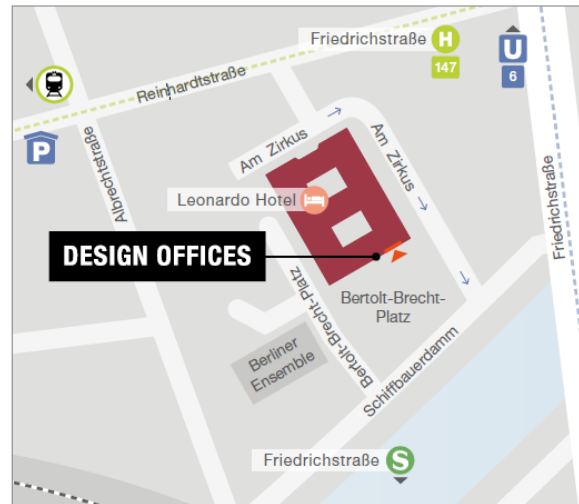 Friedrichstraße H
147
U
6
Reinhardtstraße
P
Albrechtstraße
Am Zirkus
Am Zirkus
Friedrichstraße
Leonardo Hotel
DESIGN OFFICES
Bertolt-Brecht-
Platz
Bertolt-Brecht-Platz
Berliner
Ensemble
Schiffbauerdamm
Friedrichstraße S